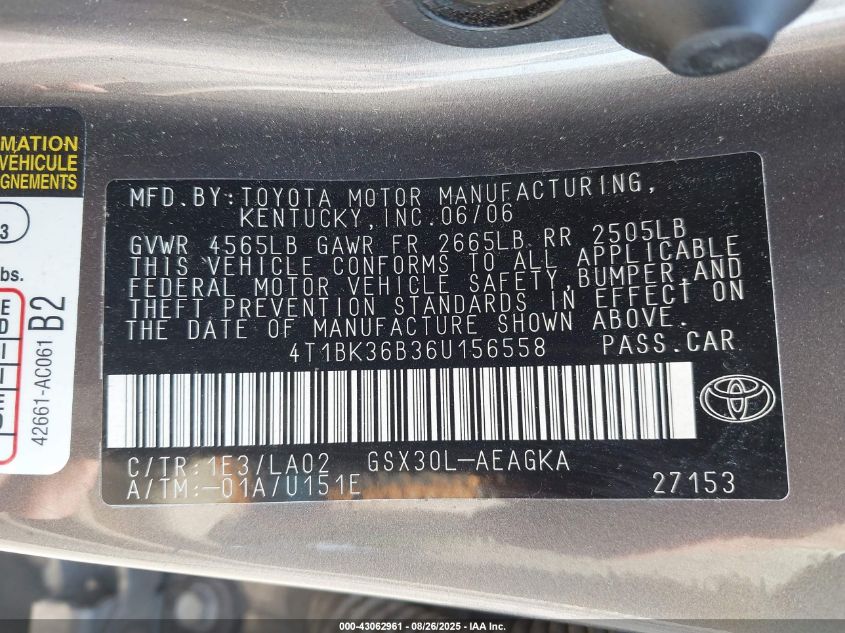 MATION
VÉHICULE
GNEMENTS
3
bs.
E
D
42661-AC061 B2
MFD.BY:TOYOTA MOTOR MANUFACTURING,
KENTUCKY,INC.06/06
GVWR 4565LB GAWR FR 2665LB RR 2505LB
THIS VEHICLE CONFORMS TO ALL APPLICABLE
FEDERAL MOTOR VEHICLE SAFETY,BUMPER,AND
THEFT PREVENTION STANDARDS IN EFFECT ON
THE DATE OF MANUFACTURE SHOWN ABOVE.
4T1BK36B36U156558 PASS.CAR
C/TR:1E3/LA02 GSX30L-AEAGKA
A/TM:-01A/U151E 27153
000-43062961 - 08/26/2025 - IAA Inc.